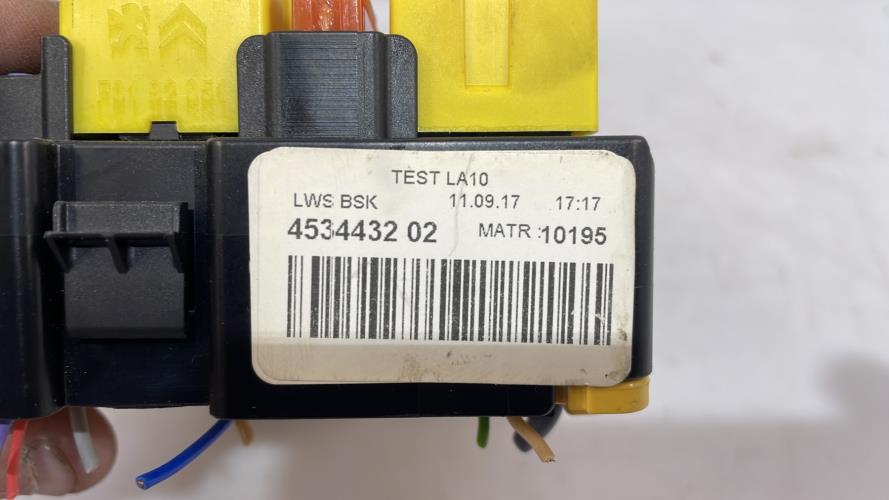 TEST LA10
LWS BSK 11.09.17 17:17
4534432 02 MATR :10195